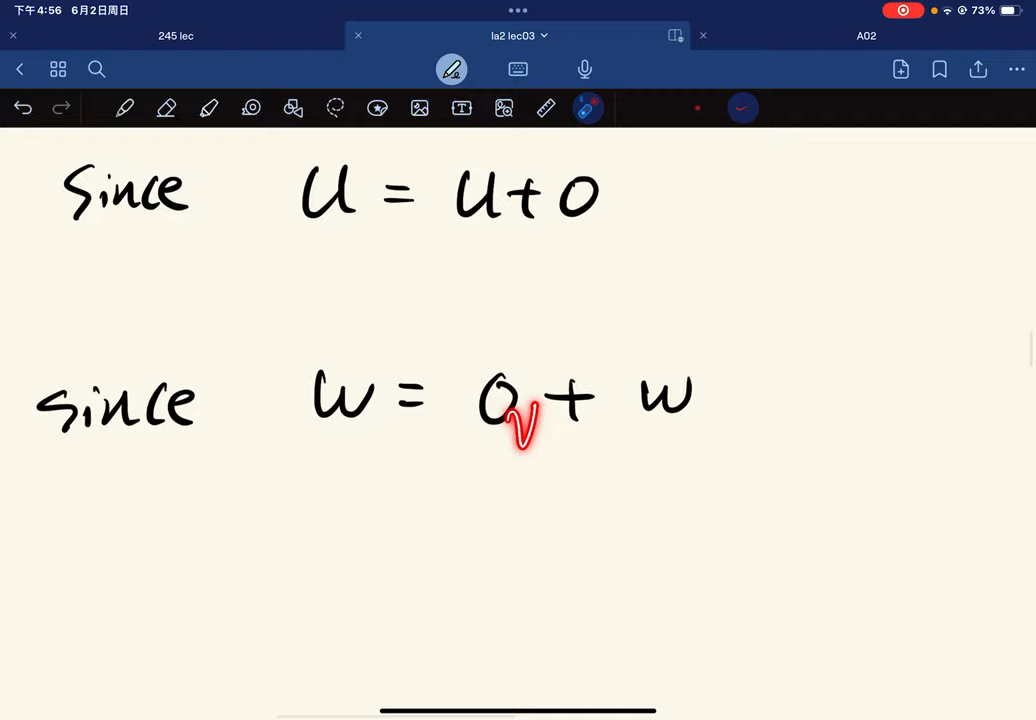 下午4:56 6月2日周日 73%
245 lec la2 lec03 A02
Since U = U + 0
since w = 0v + w